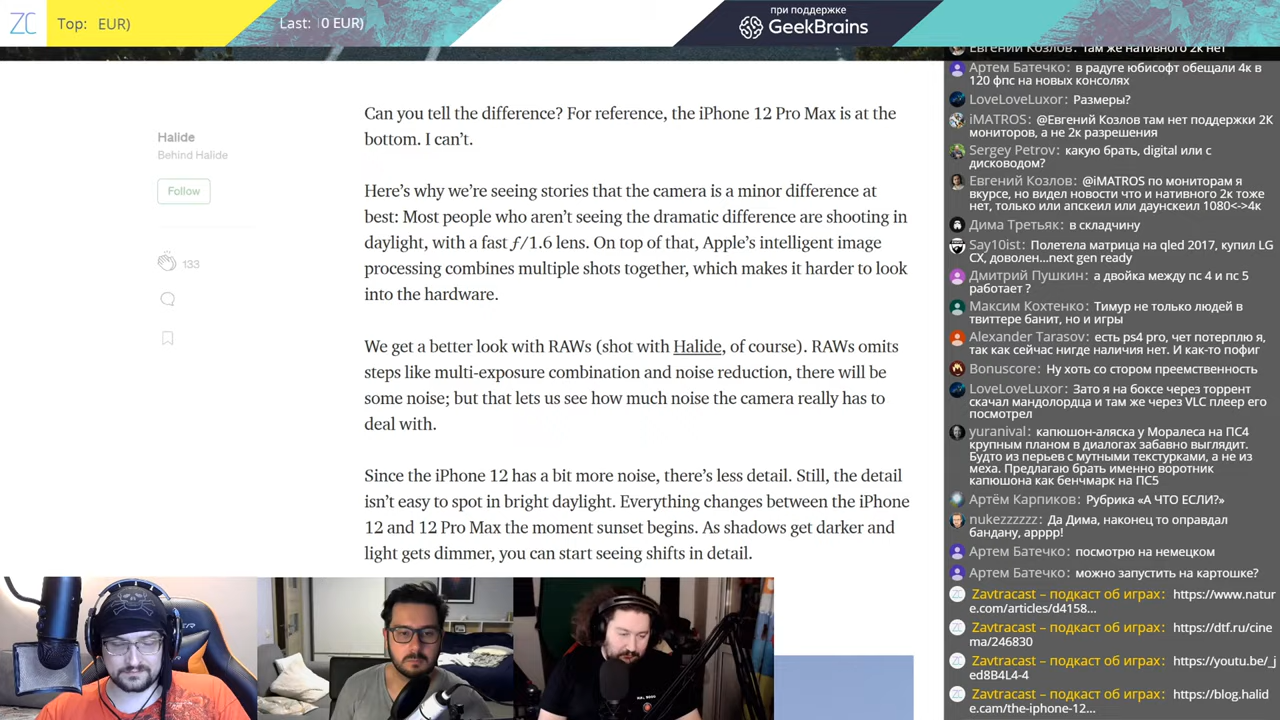 ZC
Top: EUR)
Last: 0 EUR)
при поддержке
GeekBrains
Can you tell the difference? For reference, the iPhone 12 Pro Max is at the
bottom. I can’t.
Halide
Behind Halide
Follow
133
Here’s why we’re seeing stories that the camera is a minor difference at
best: Most people who aren’t seeing the dramatic difference are shooting in
daylight, with a fast ƒ/1.6 lens. On top of that, Apple’s intelligent image
processing combines multiple shots together, which makes it harder to look
into the hardware.
We get a better look with RAWs (shot with Halide, of course). RAWs omits
steps like multi-exposure combination and noise reduction, there will be
some noise; but that lets us see how much noise the camera really has to
deal with.
Since the iPhone 12 has a bit more noise, there’s less detail. Still, the detail
isn’t easy to spot in bright daylight. Everything changes between the iPhone
12 and 12 Pro Max the moment sunset begins. As shadows get darker and
light gets dimmer, you can start seeing shifts in detail.
Евгений Козлов: Там же нативного 2к нет
Артем Батечко: в радуге юбисофт обещали 4к в
120 фпс на новых консолях
LoveLoveLuxor: Размеры?
iMATROS: @Евгений Козлов там нет поддержки 2К
мониторов, а не 2к разрешения
Sergey Petrov: какую брать, digital или с
дисководом?
Евгений Козлов: @iMATROS по мониторам я
вкурсе, но видел новости что и нативного 2к тоже
нет, только или апскеил или даунскеил 1080<->4к
Дима Третьяк: в складчину
Say10ist: Полетела матрица на qled 2017, купил LG
CX, доволен...next gen ready
Дмитрий Пушкин: а двойка между пс 4 и пс 5
работает ?
Максим Кохтенко: Тимур не только людей в
твиттере банит, но и игры
Alexander Tarasov: есть ps4 pro, чет потерплю я,
так как сейчас нигде наличия нет. И как-то пофиг
Bonuscore: Ну хоть со стором преемственность
LoveLoveLuxor: Зато я на боксе через торрент
скачал мандолордца и там же через VLC плеер его
посмотрел
yuranival: капюшон-аляска у Моралеса на ПС4
крупным планом в диалогах забавно выглядит.
Будто из перьев с мутными текстурками, а не из
меха. Предлагаю брать именно воротник
капюшона как бенчмарк на ПС5
Артём Карпиков: Рубрика «А ЧТО ЕСЛИ?»
nukezzzzzz: Да Дима, наконец то оправдал
бандану, арррр!
Артем Батечко: посмотрю на немецком
Артем Батечко: можно запустить на картошке?
Zavtracast – подкаст об играх: https://www.natur
e.com/articles/d4158...
Zavtracast – подкаст об играх: https://dtf.ru/cine
ma/246830
Zavtracast – подкаст об играх: https://youtu.be/_j
ed8B4L4-4
Zavtracast – подкаст об играх: https://blog.halid
e.cam/the-iphone-12...